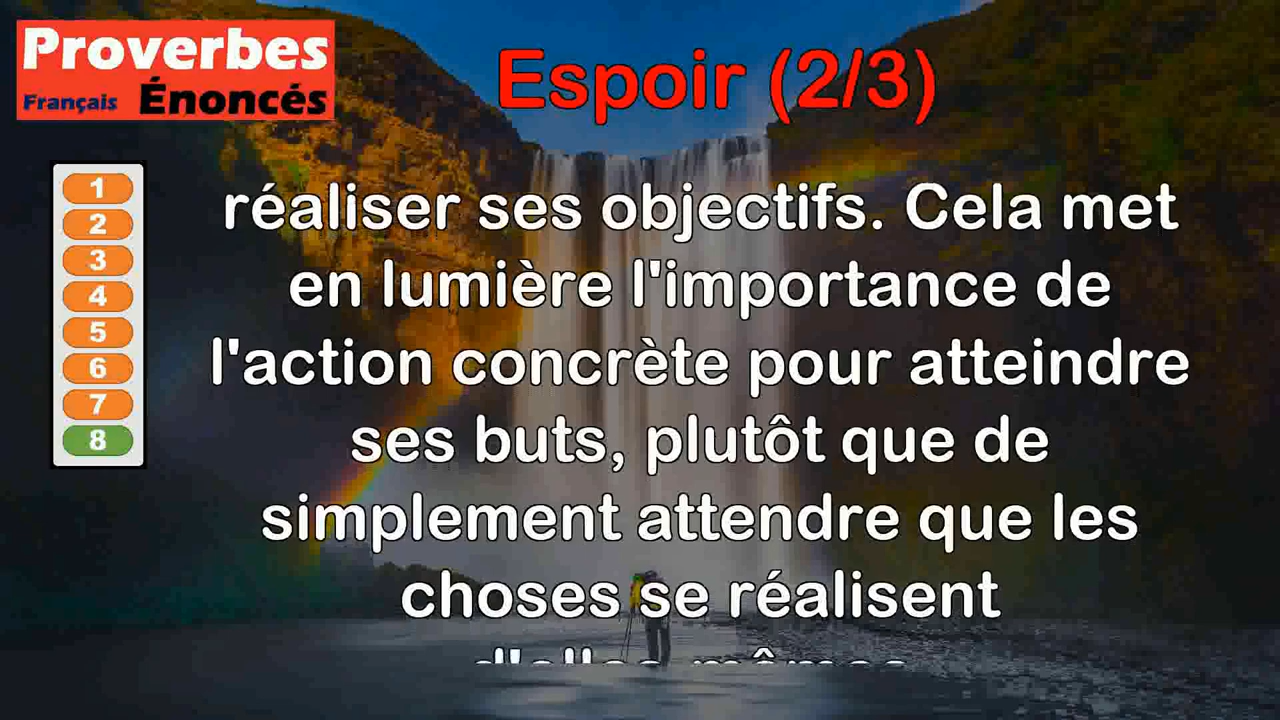 Proverbes
Français Énoncés
Espoir (2/3)
1
2
3
4
5
6
7
8
réaliser ses objectifs. Cela met
en lumière l'importance de
l'action concrète pour atteindre
ses buts, plutôt que de
simplement attendre que les
choses se réalisent
d'elles-mêmes